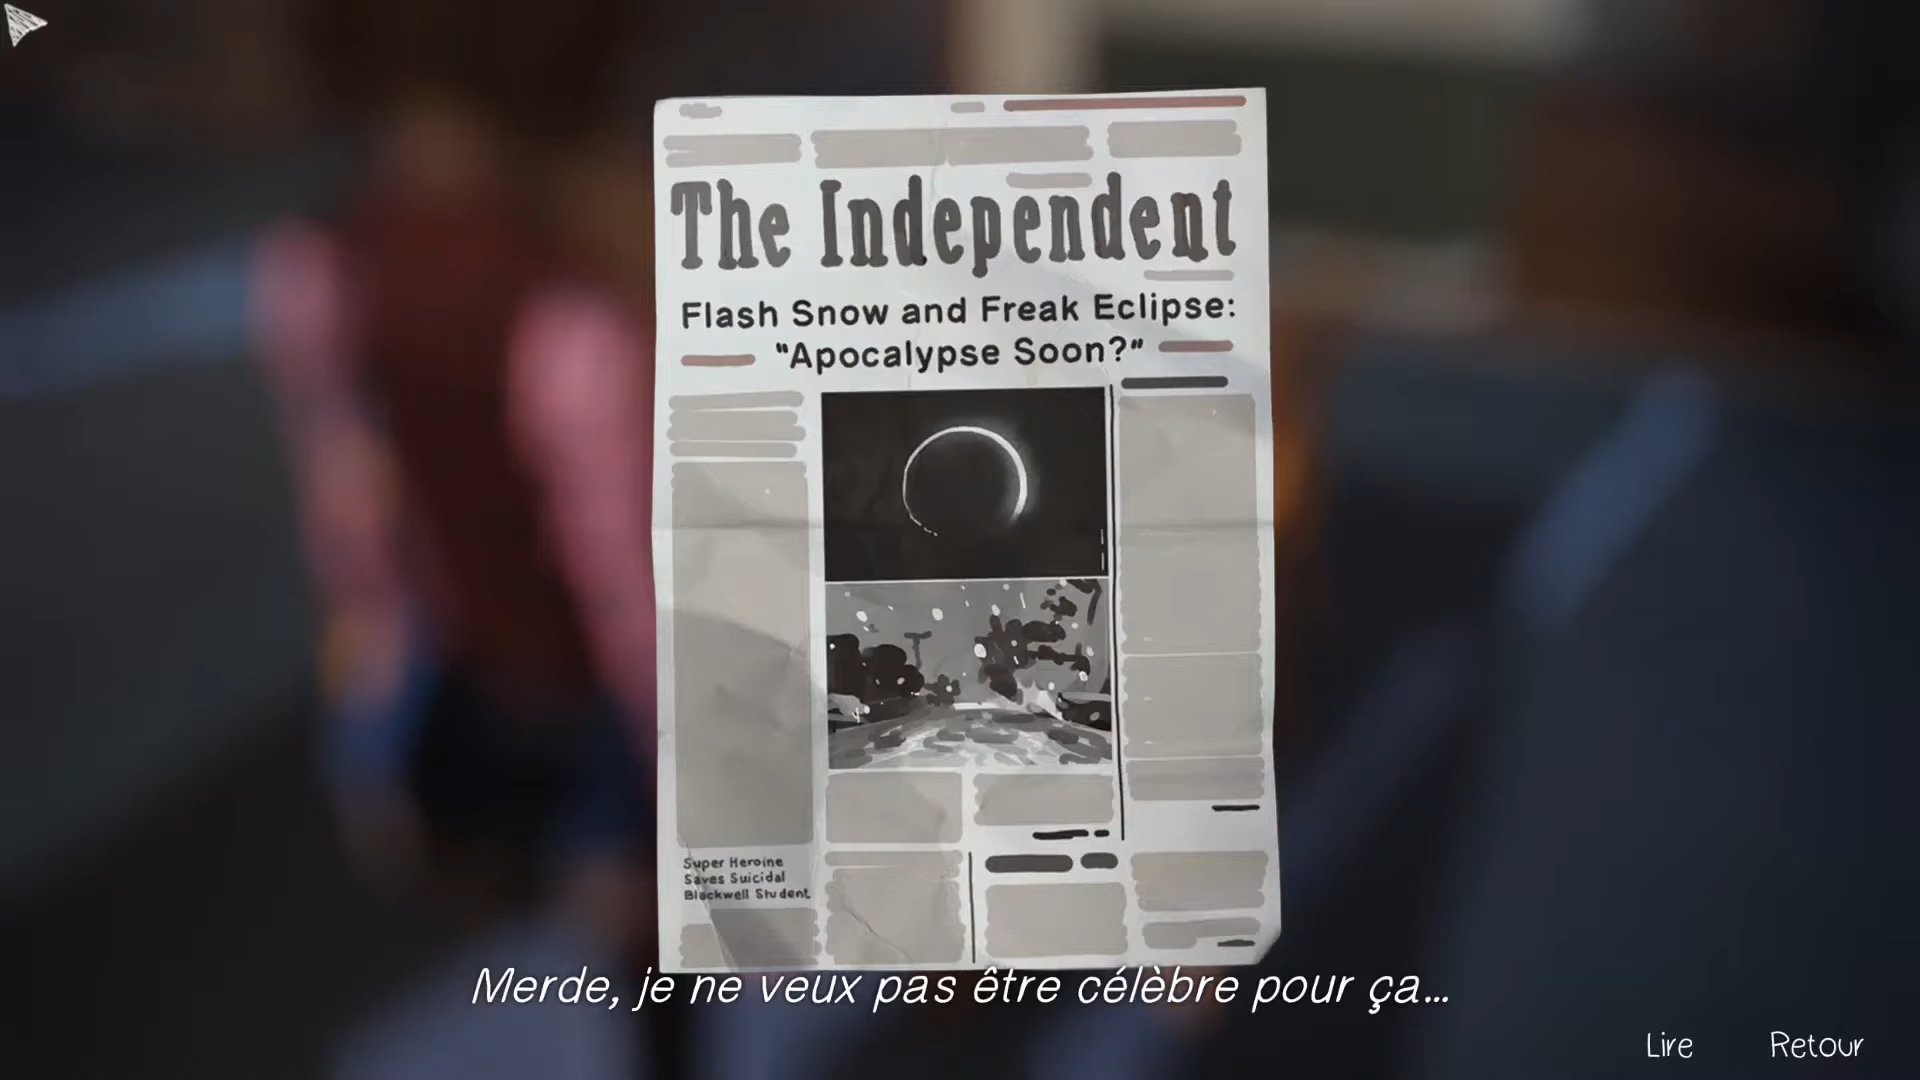 The Independent
Flash Snow and Freak Eclipse:
"Apocalypse Soon?"
Super Heroine
Saves Suicidal
Blackwell Student
Merde, je ne veux pas être célèbre pour ça...
Lire
Retour